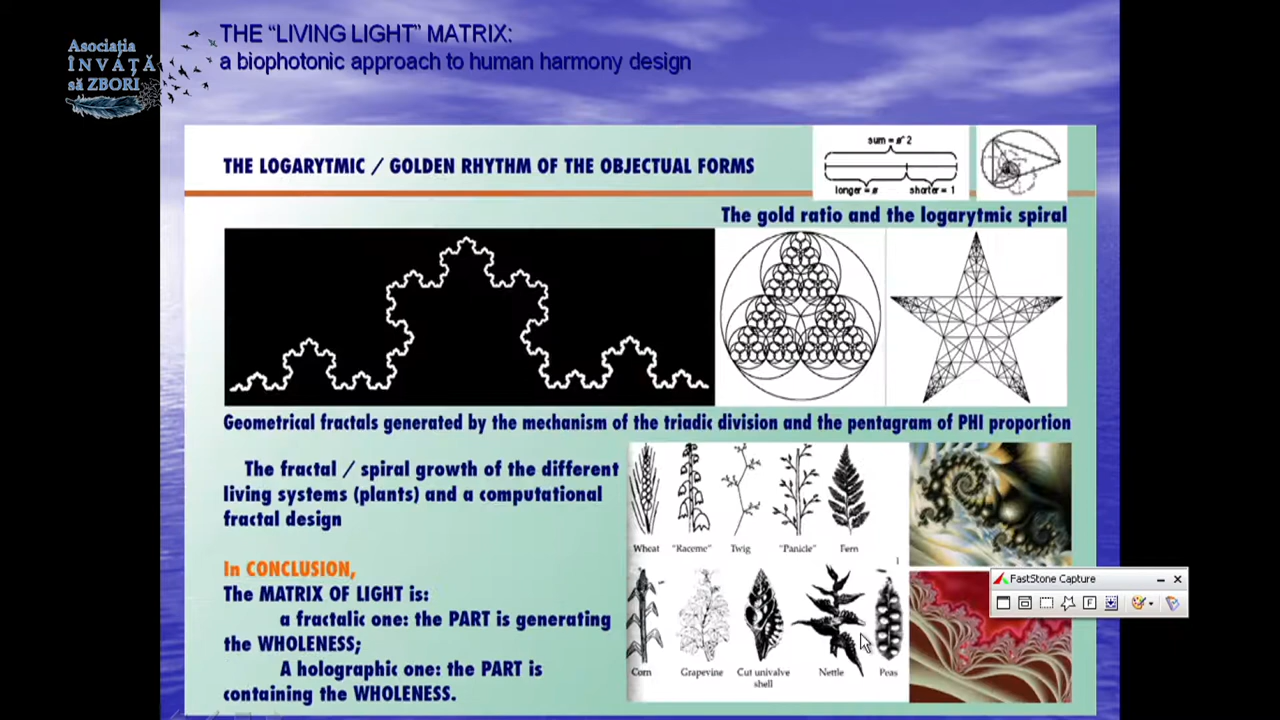 Asociația
ÎNVAȚĂ
să ZBORI
THE “LIVING LIGHT” MATRIX:
a biophotonic approach to human harmony design
THE LOGARYTMIC / GOLDEN RHYTHM OF THE OBJECTUAL FORMS
sum = ø^2
longer = ø
shorter = 1
The gold ratio and the logarytmic spiral
Geometrical fractals generated by the mechanism of the triadic division and the pentagram of PHI proportion
The fractal / spiral growth of the different
living systems (plants) and a computational
fractal design
Wheat "Raceme" Twig "Panicle" Fern
1
Corn Grapevine Cut univalve Nettle Peas
shell
In CONCLUSION,
The MATRIX OF LIGHT is:
a fractalic one: the PART is generating
the WHOLENESS;
A holographic one: the PART is
containing the WHOLENESS.
FastStone Capture
F